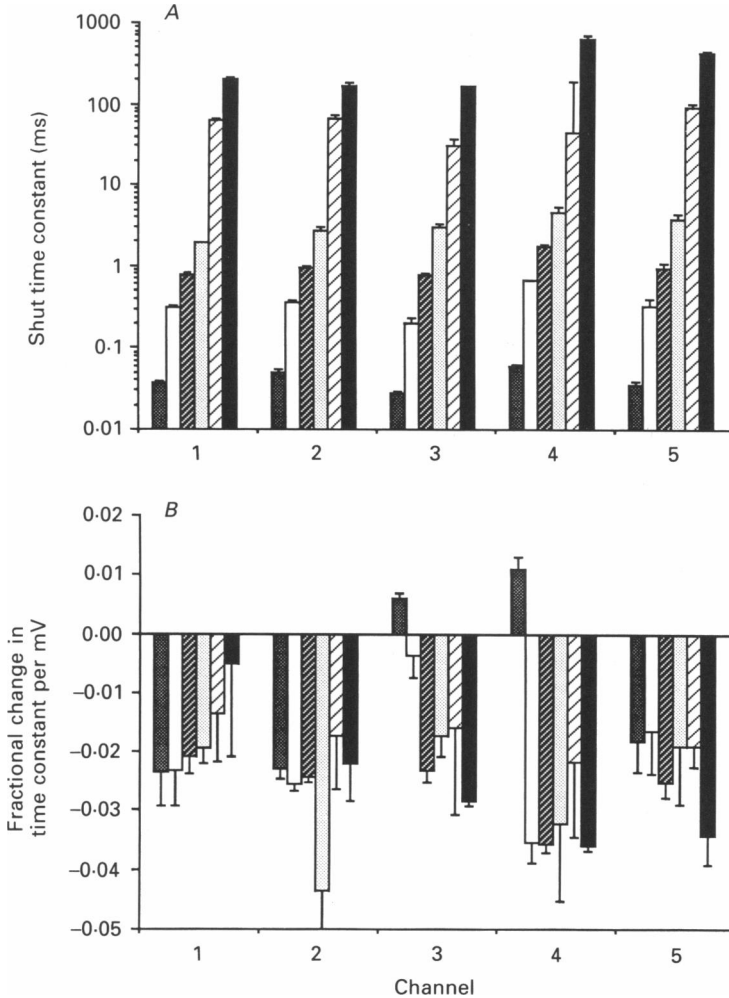 A
Shut time constant (ms)
1000
100
10
1
0·1
0·01
1 2 3 4 5
B
Fractional change in
time constant per mV
0·02
0·01
0·00
−0·01
−0·02
−0·03
−0·04
−0·05
1 2 3 4 5
Channel